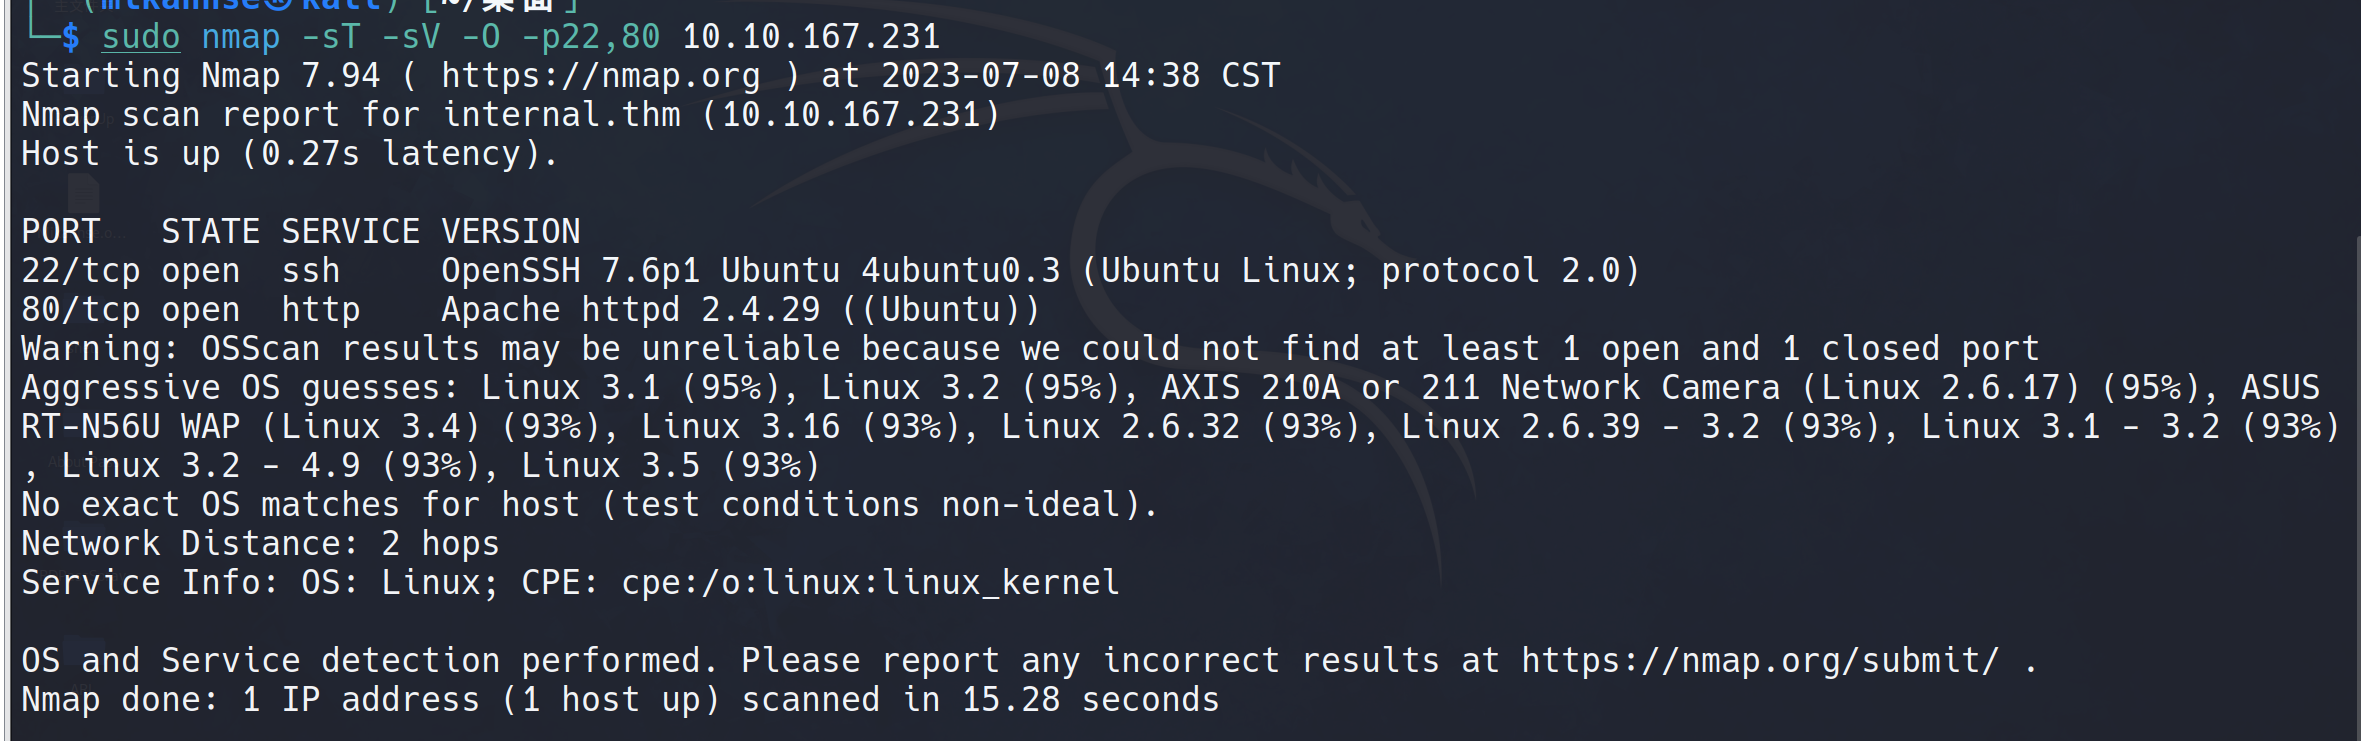 (mtkannse㉿kali) [~/桌面]
└─$ sudo nmap -sT -sV -O -p22,80 10.10.167.231
Starting Nmap 7.94 ( https://nmap.org ) at 2023-07-08 14:38 CST
Nmap scan report for internal.thm (10.10.167.231)
Host is up (0.27s latency).
PORT   STATE SERVICE VERSION
22/tcp open  ssh     OpenSSH 7.6p1 Ubuntu 4ubuntu0.3 (Ubuntu Linux; protocol 2.0)
80/tcp open  http    Apache httpd 2.4.29 ((Ubuntu))
Warning: OSScan results may be unreliable because we could not find at least 1 open and 1 closed port
Aggressive OS guesses: Linux 3.1 (95%), Linux 3.2 (95%), AXIS 210A or 211 Network Camera (Linux 2.6.17) (95%), ASUS
RT-N56U WAP (Linux 3.4) (93%), Linux 3.16 (93%), Linux 2.6.32 (93%), Linux 2.6.39 - 3.2 (93%), Linux 3.1 - 3.2 (93%)
, Linux 3.2 - 4.9 (93%), Linux 3.5 (93%)
No exact OS matches for host (test conditions non-ideal).
Network Distance: 2 hops
Service Info: OS: Linux; CPE: cpe:/o:linux:linux_kernel
OS and Service detection performed. Please report any incorrect results at https://nmap.org/submit/ .
Nmap done: 1 IP address (1 host up) scanned in 15.28 seconds